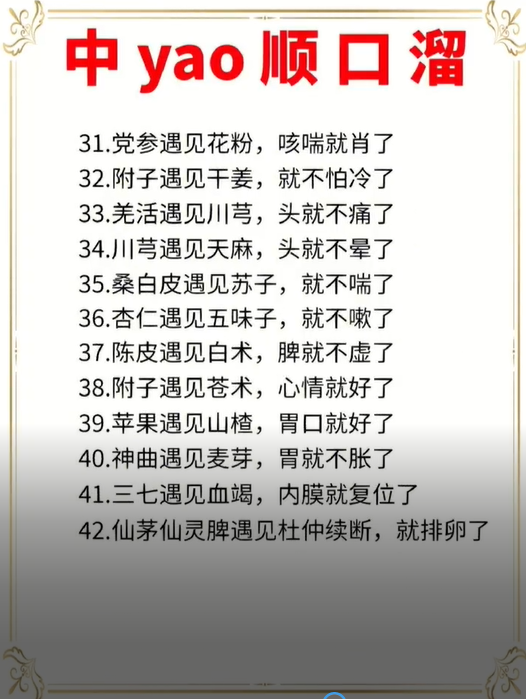 中yao顺口溜
31.党参遇见花粉，咳喘就肖了
32.附子遇见干姜，就不怕冷了
33.羌活遇见川芎，头就不痛了
34.川芎遇见天麻，头就不晕了
35.桑白皮遇见苏子，就不喘了
36.杏仁遇见五味子，就不嗽了
37.陈皮遇见白术，脾就不虚了
38.附子遇见苍术，心情就好了
39.苹果遇见山楂，胃口就好了
40.神曲遇见麦芽，胃就不胀了
41.三七遇见血竭，内膜就复位了
42.仙茅仙灵脾遇见杜仲续断，就排卵了